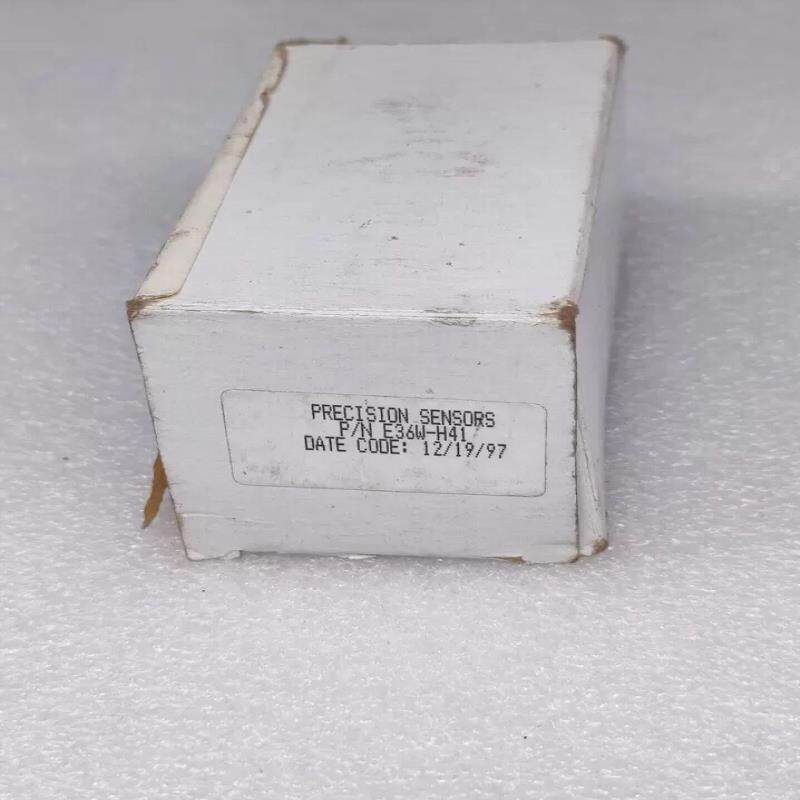 PRECISION SENSORS
P/N E36W-H41
DATE CODE: 12/19/97